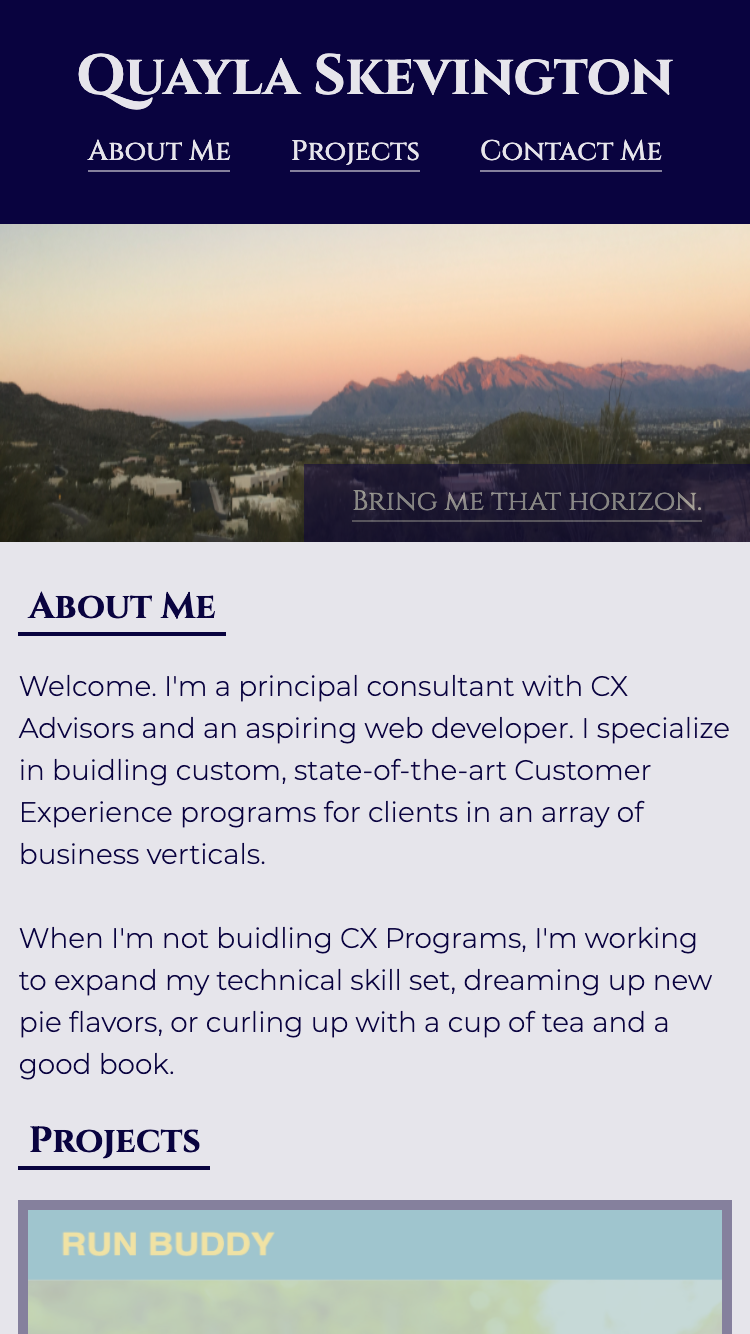 Quayla Skevington
About Me Projects Contact Me
Bring me that horizon.
About Me
Welcome. I'm a principal consultant with CX
Advisors and an aspiring web developer. I specialize
in buidling custom, state-of-the-art Customer
Experience programs for clients in an array of
business verticals.
When I'm not buidling CX Programs, I'm working
to expand my technical skill set, dreaming up new
pie flavors, or curling up with a cup of tea and a
good book.
Projects
RUN BUDDY